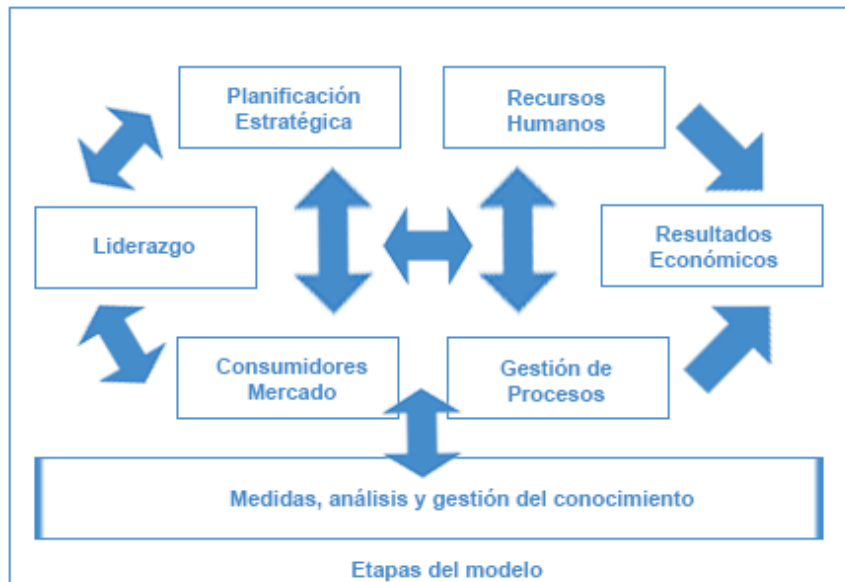 Planificación
Estratégica
Recursos
Humanos
Liderazgo
Resultados
Económicos
Consumidores
Mercado
Gestión de
Procesos
Medidas, análisis y gestión del conocimiento
Etapas del modelo